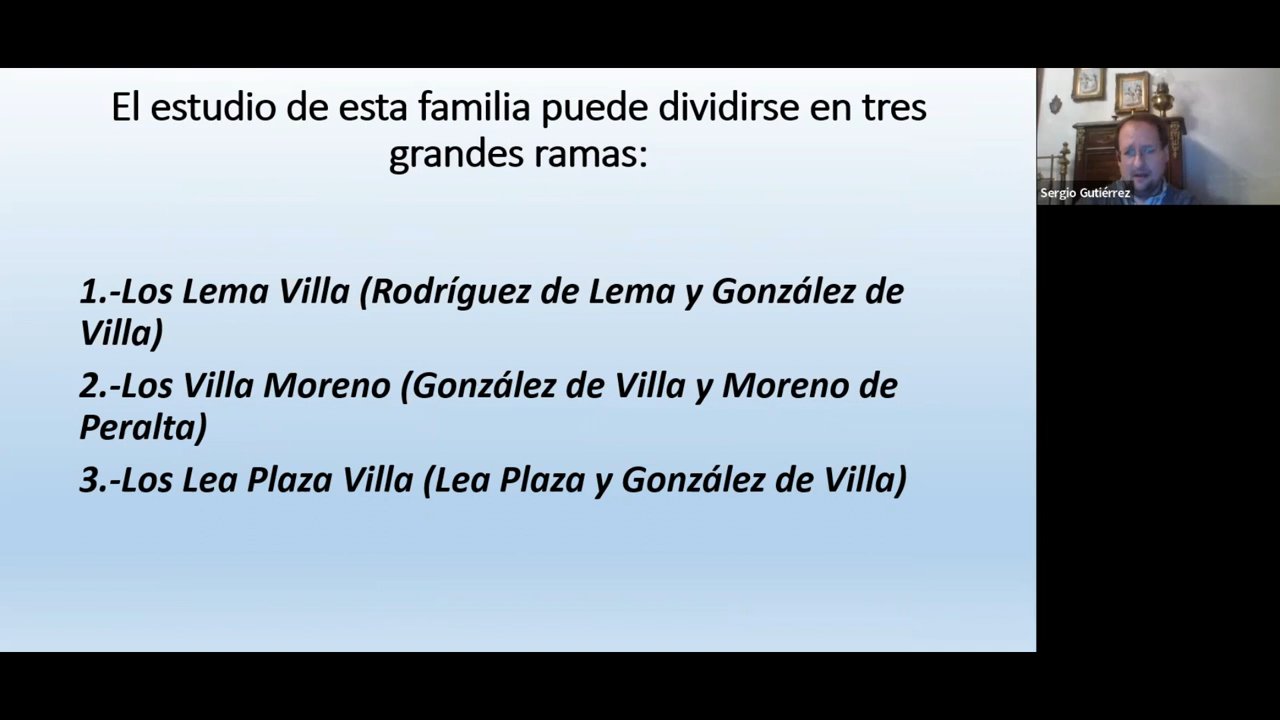 El estudio de esta familia puede dividirse en tres
grandes ramas:
1.-Los Lema Villa (Rodríguez de Lema y González de
Villa)
2.-Los Villa Moreno (González de Villa y Moreno de
Peralta)
3.-Los Lea Plaza Villa (Lea Plaza y González de Villa)
Sergio Gutiérrez